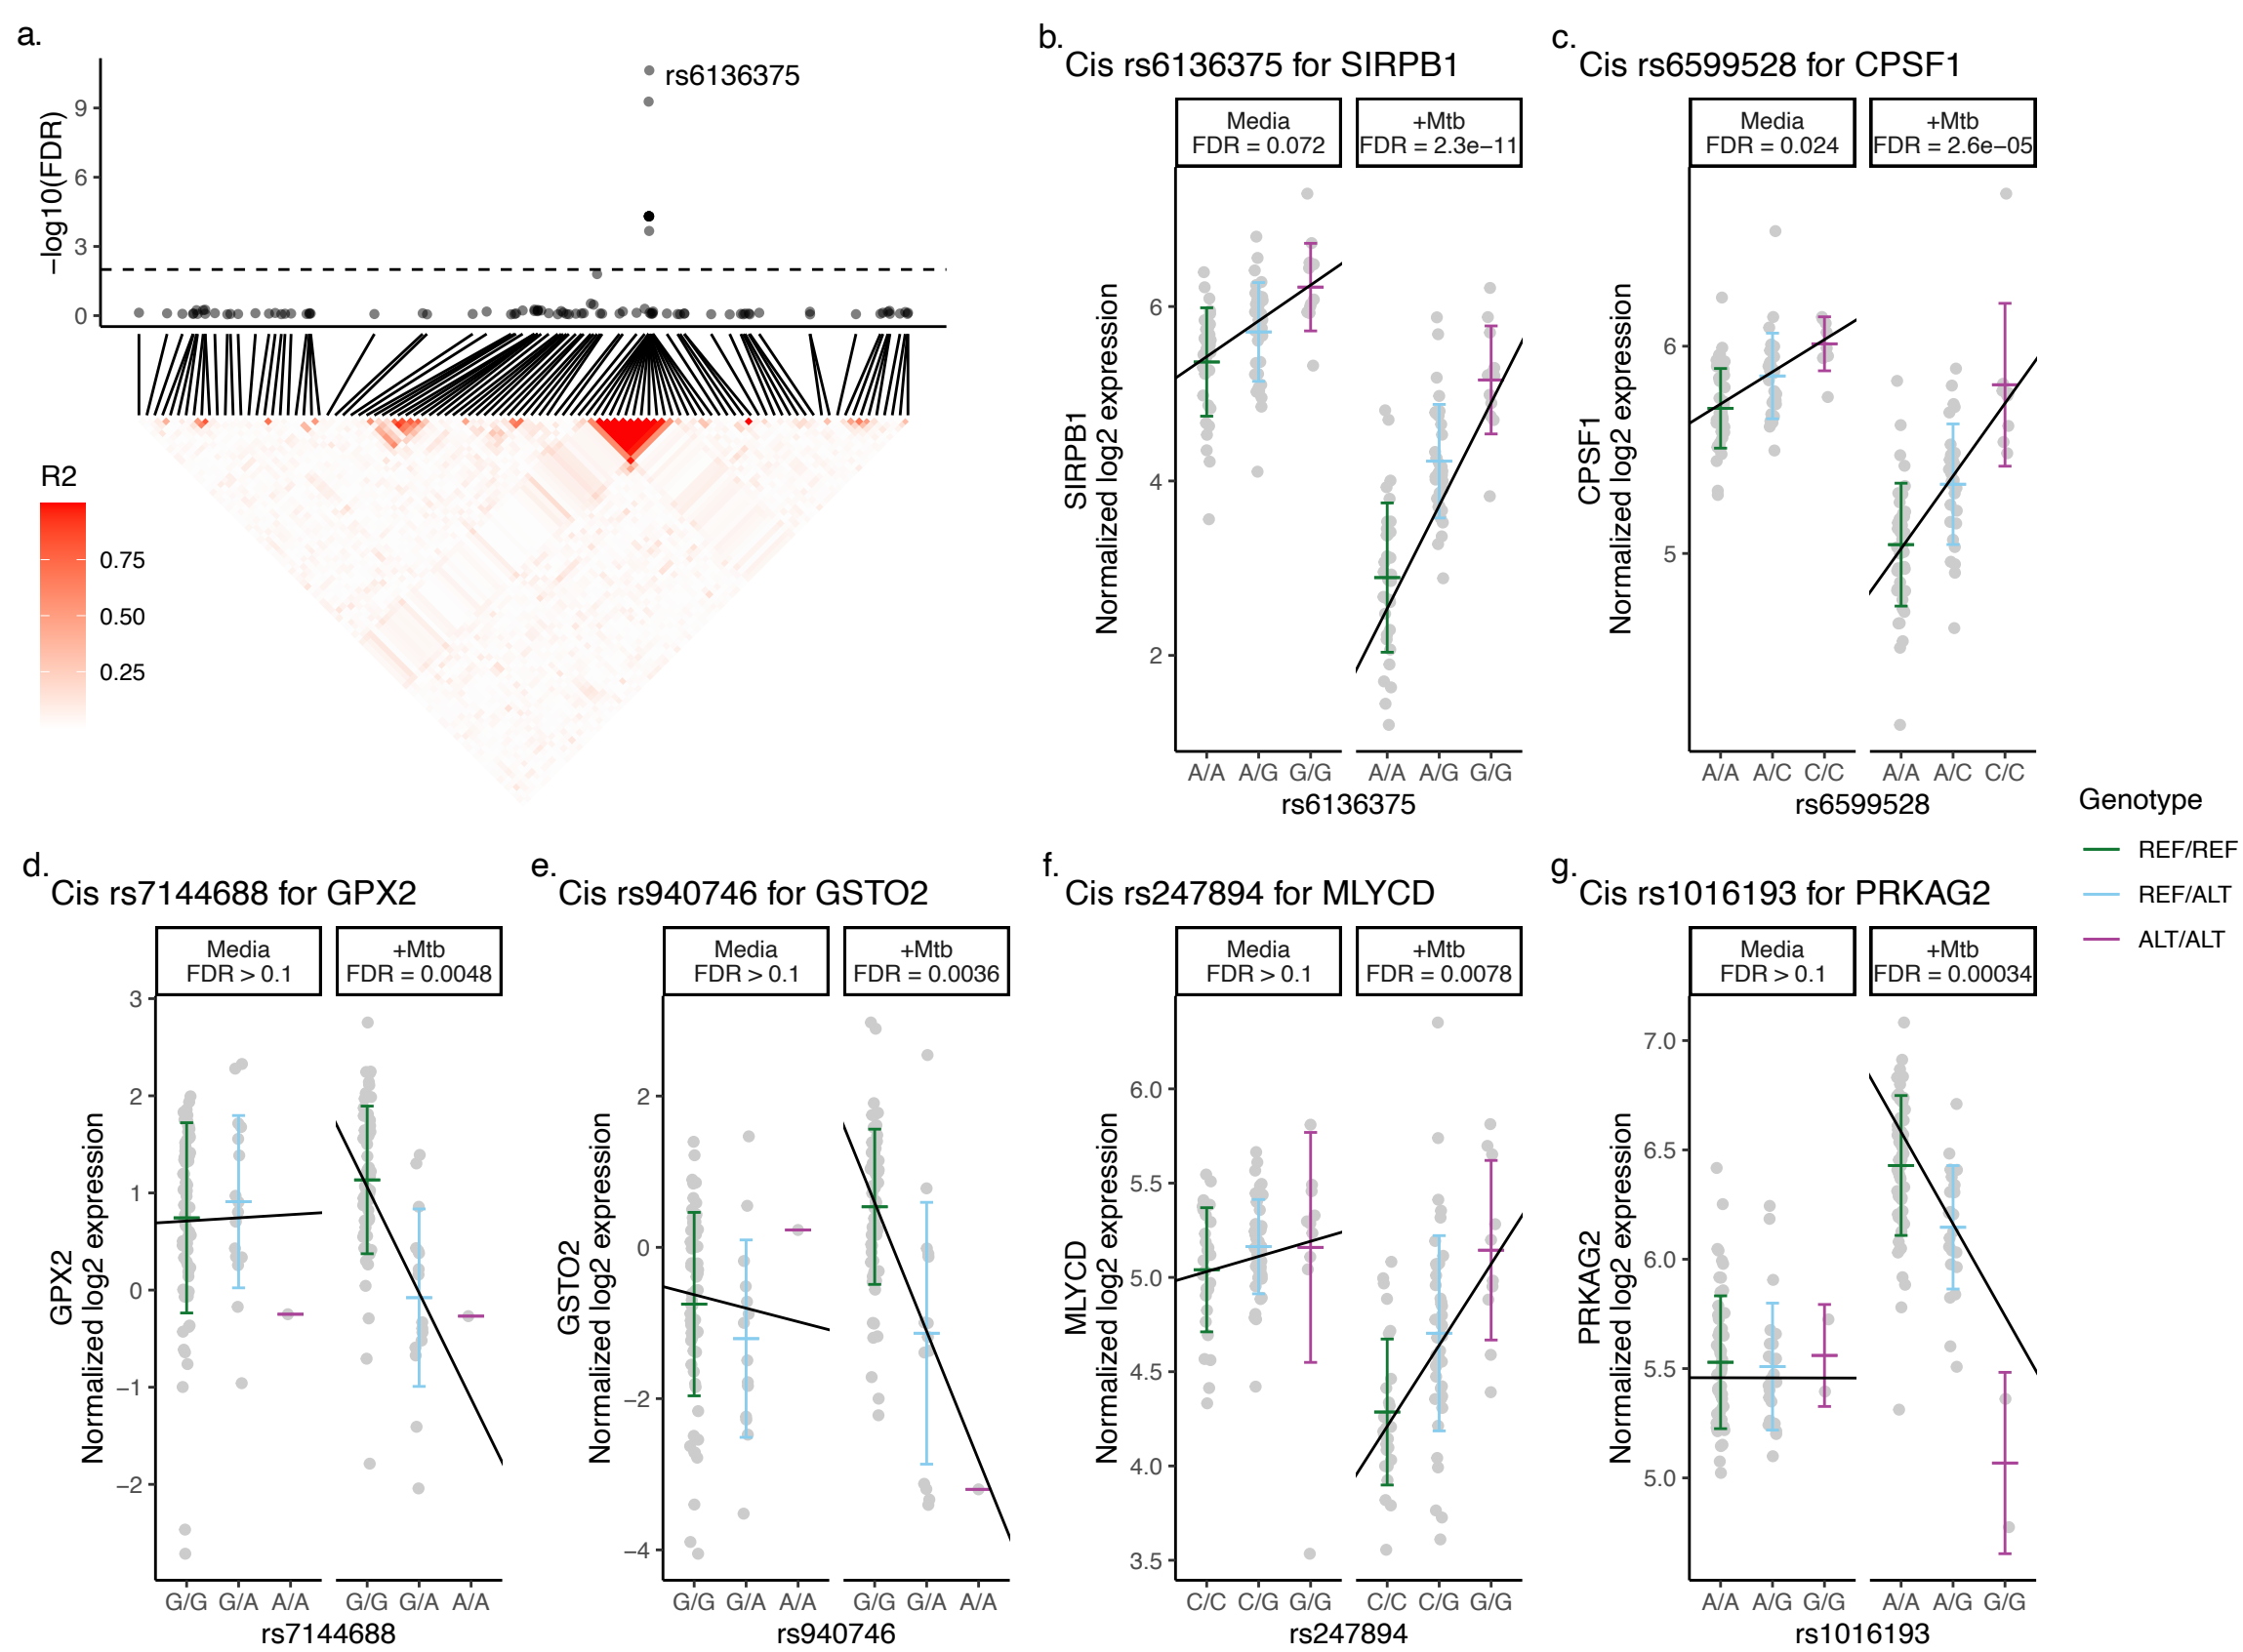 a.
rs6136375
−log10(FDR)
9
6
3
0
R2
0.75
0.50
0.25
b.
Cis rs6136375 for SIRPB1
Media
FDR = 0.072
+Mtb
FDR = 2.3e−11
SIRPB1
Normalized log2 expression
6
4
2
A/A A/G G/G
A/A A/G G/G
rs6136375
c.
Cis rs6599528 for CPSF1
Media
FDR = 0.024
+Mtb
FDR = 2.6e−05
CPSF1
Normalized log2 expression
6
5
A/A A/C C/C
A/A A/C C/C
rs6599528
Genotype
REF/REF
REF/ALT
ALT/ALT
d.
Cis rs7144688 for GPX2
Media
FDR > 0.1
+Mtb
FDR = 0.0048
GPX2
Normalized log2 expression
3
2
1
0
−1
−2
G/G G/A A/A
G/G G/A A/A
rs7144688
e.
Cis rs940746 for GSTO2
Media
FDR > 0.1
+Mtb
FDR = 0.0036
GSTO2
Normalized log2 expression
2
0
−2
−4
G/G G/A A/A
G/G G/A A/A
rs940746
f.
Cis rs247894 for MLYCD
Media
FDR > 0.1
+Mtb
FDR = 0.0078
MLYCD
Normalized log2 expression
6.0
5.5
5.0
4.5
4.0
3.5
C/C C/G G/G
C/C C/G G/G
rs247894
g.
Cis rs1016193 for PRKAG2
Media
FDR > 0.1
+Mtb
FDR = 0.00034
PRKAG2
Normalized log2 expression
7.0
6.5
6.0
5.5
5.0
A/A A/G G/G
A/A A/G G/G
rs1016193